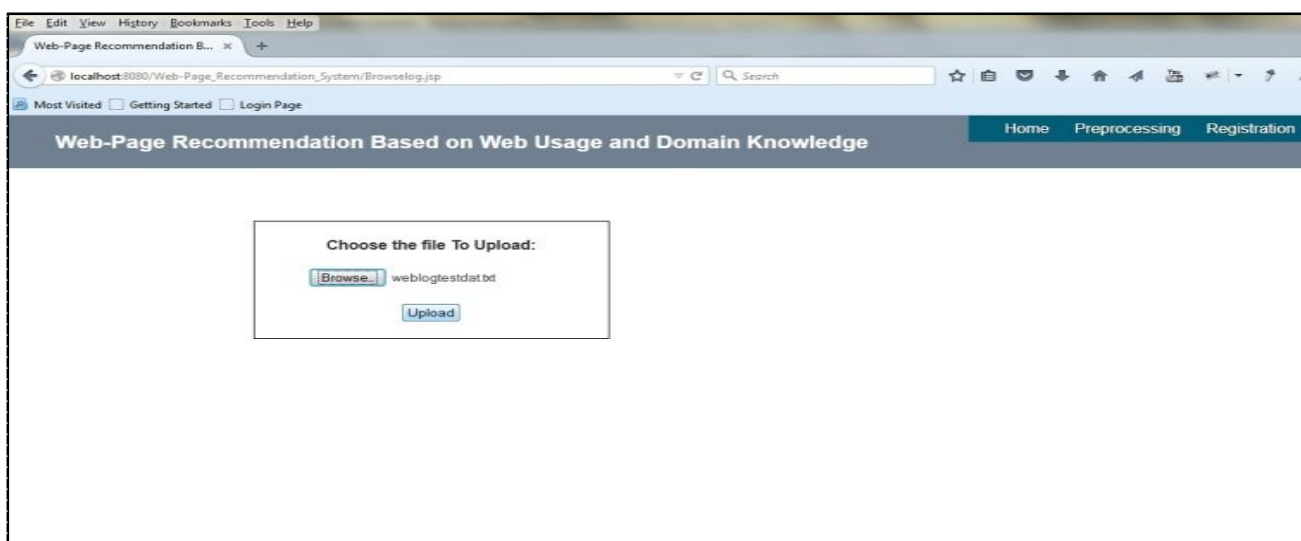 File Edit View History Bookmarks Tools Help
Web-Page Recommendation B... × +
localhost:8080/Web-Page_Recommendation_System/Browselog.jsp
Search
Most Visited Getting Started Login Page
Web-Page Recommendation Based on Web Usage and Domain Knowledge
Home Preprocessing Registration
Choose the file To Upload:
Browse... weblogtestdat.txt
Upload